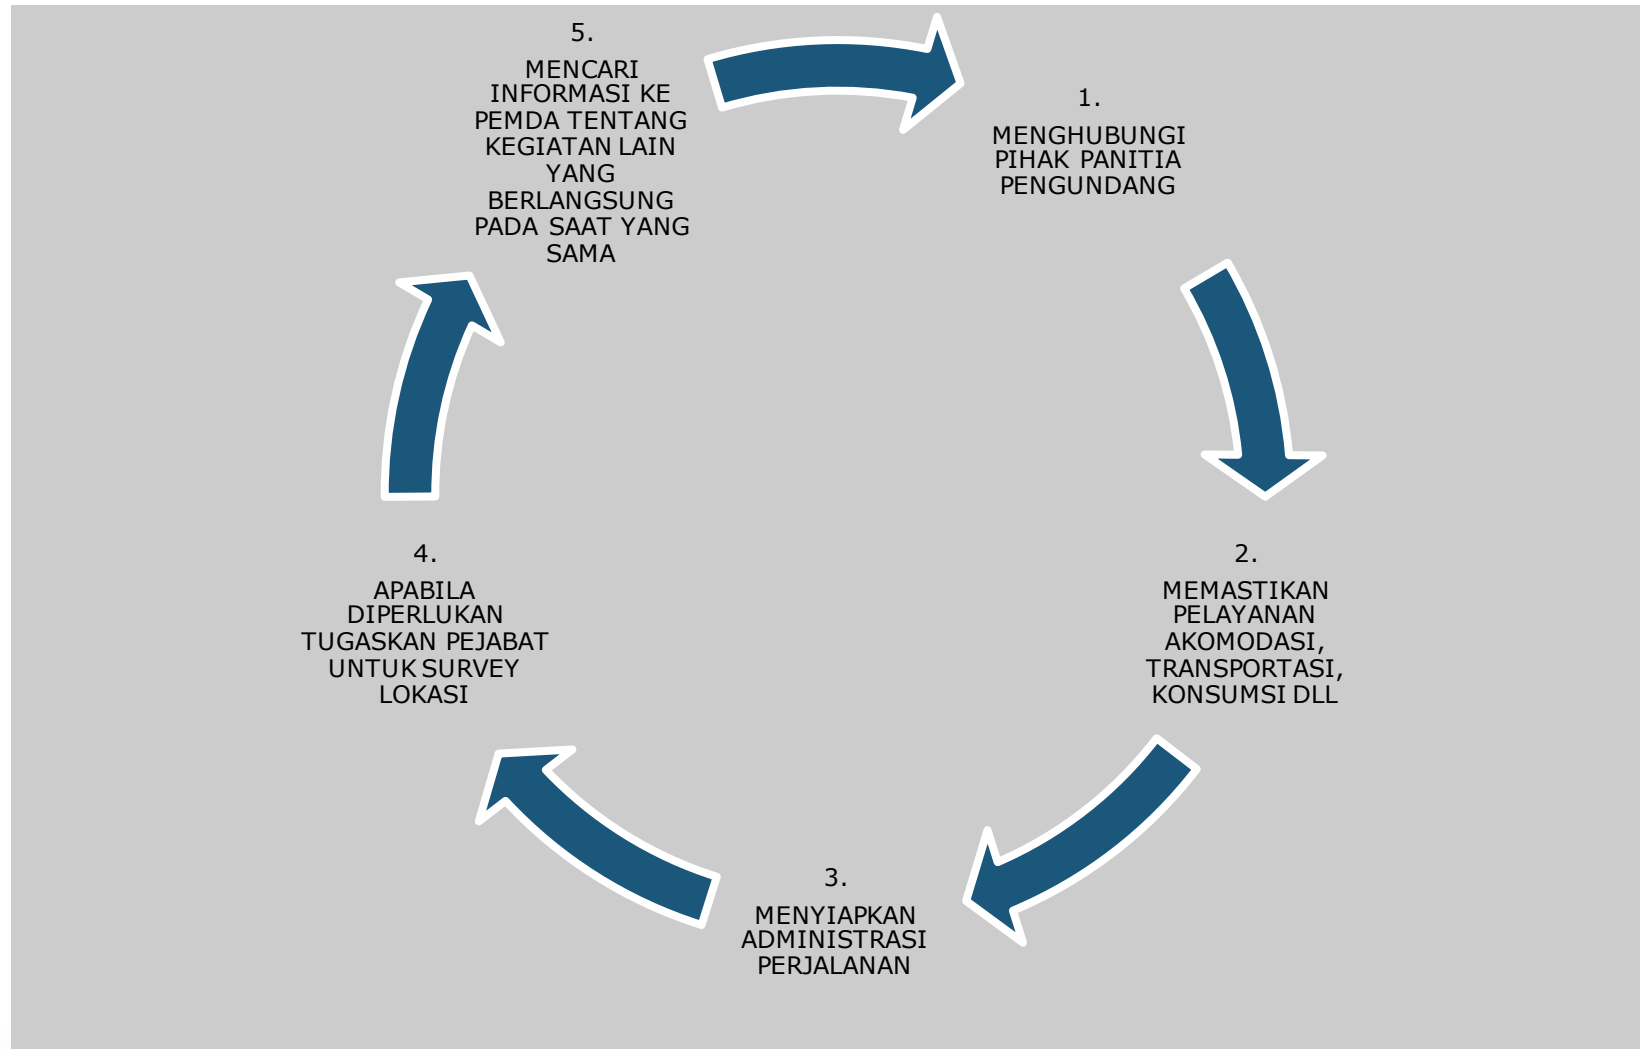 1.
MENGHUBUNGI
PIHAK PANITIA
PENGUNDANG
2.
MEMASTIKAN
PELAYANAN
AKOMODASI,
TRANSPORTASI,
KONSUMSI DLL
3.
MENYIAPKAN
ADMINISTRASI
PERJALANAN
4.
APABILA
DIPERLUKAN
TUGASKAN PEJABAT
UNTUK SURVEY
LOKASI
5.
MENCARI
INFORMASI KE
PEMDA TENTANG
KEGIATAN LAIN
YANG
BERLANGSUNG
PADA SAAT YANG
SAMA